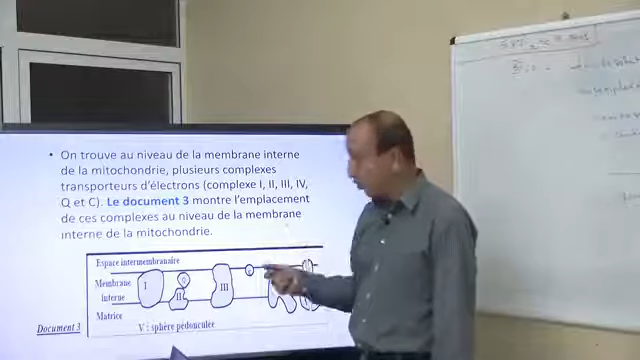 • On trouve au niveau de la membrane interne
de la mitochondrie, plusieurs complexes
transporteurs d'électrons (complexe I, II, III, IV,
Q et C). Le document 3 montre l'emplacement
de ces complexes au niveau de la membrane
interne de la mitochondrie.
Espace intermembranaire
Membrane
Interne
I
Q
II
III
C
Matrice
V : sphère pédonculée
Document 3